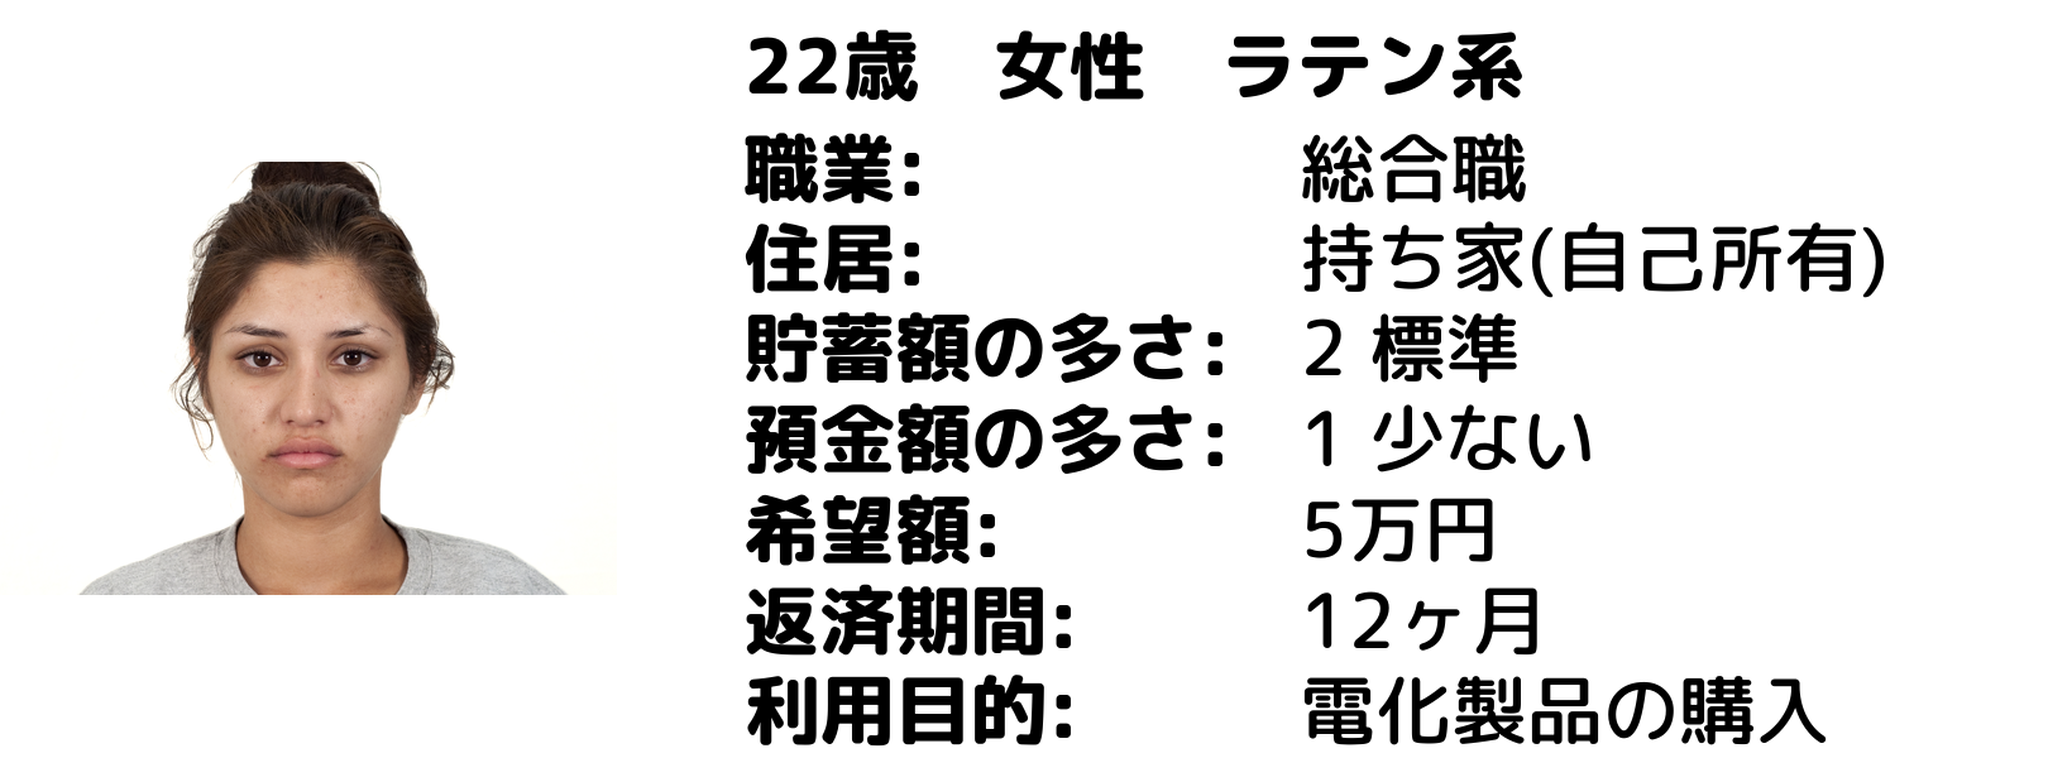 22歳　女性　ラテン系
職業: 総合職
住居: 持ち家(自己所有)
貯蓄額の多さ: 2 標準
預金額の多さ: 1 少ない
希望額: 5万円
返済期間: 12ヶ月
利用目的: 電化製品の購入